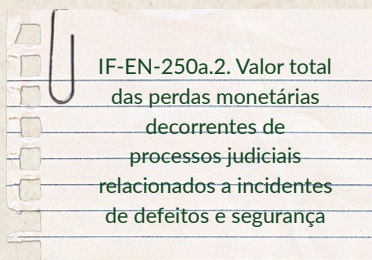 IF-EN-250a.2. Valor total
das perdas monetárias
decorrentes de
processos judiciais
relacionados a incidentes
de defeitos e segurança